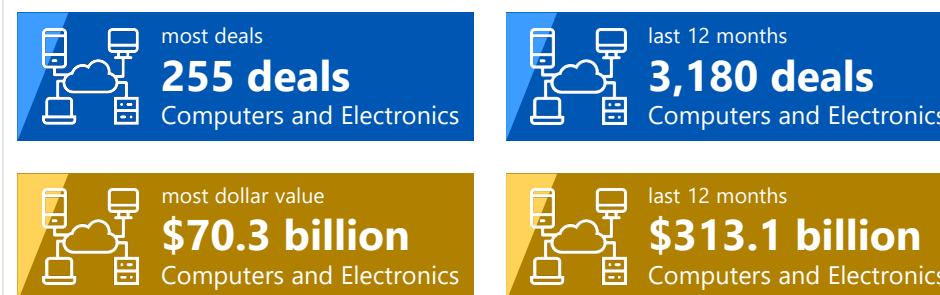 most deals
255 deals
Computers and Electronics
last 12 months
3,180 deals
Computers and Electronics
most dollar value
$70.3 billion
Computers and Electronics
last 12 months
$313.1 billion
Computers and Electronics